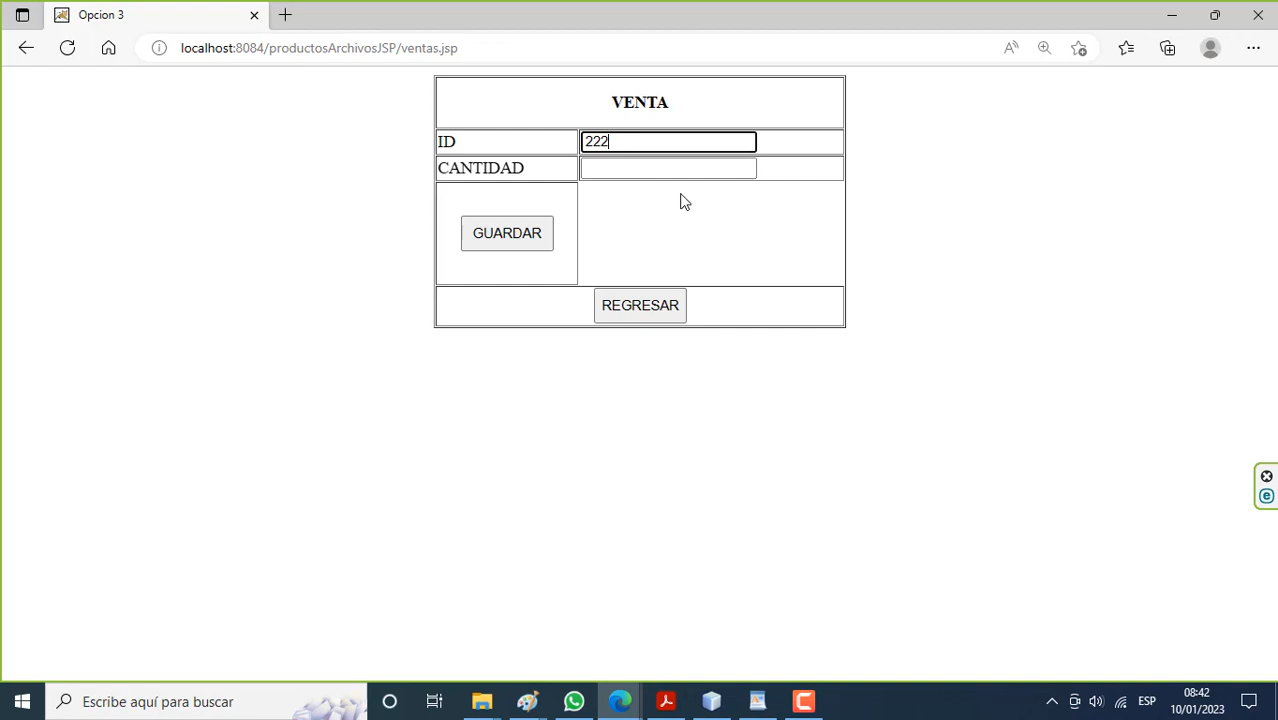 Opcion 3
localhost:8084/productosArchivosJSP/ventas.jsp
VENTA
ID 222
CANTIDAD
GUARDAR
REGRESAR
Escribe aquí para buscar
ESP
08:42
10/01/2023